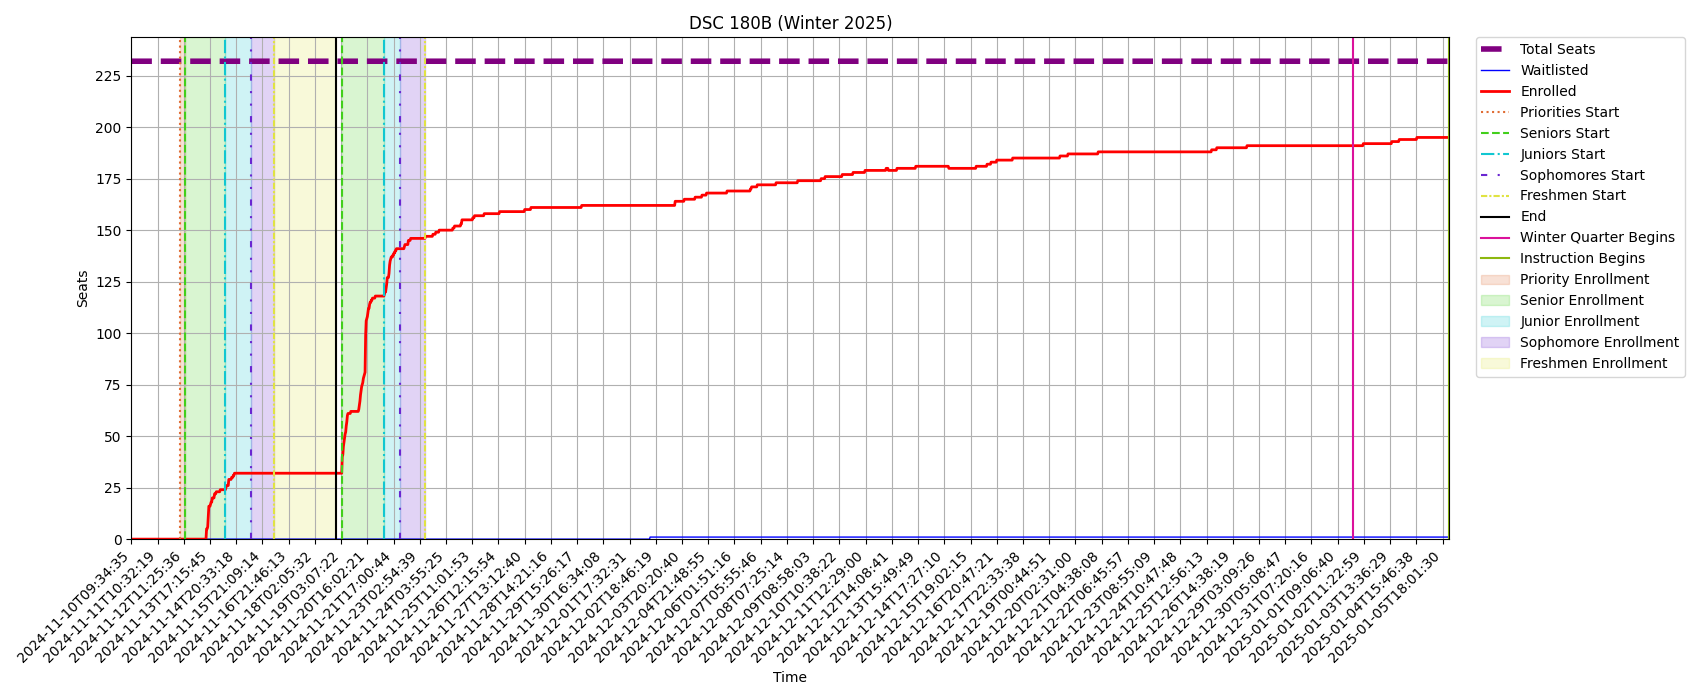 DSC 180B (Winter 2025)
Seats
225
200
175
150
125
100
75
50
25
0
2024-11-10T09:34:35
2024-11-11T10:32:19
2024-11-12T11:25:36
2024-11-13T17:15:45
2024-11-14T20:33:18
2024-11-15T21:09:14
2024-11-16T21:46:13
2024-11-18T02:05:32
2024-11-19T03:07:22
2024-11-20T16:02:21
2024-11-21T17:00:44
2024-11-23T02:54:39
2024-11-24T03:55:25
2024-11-25T11:01:53
2024-11-26T12:15:54
2024-11-27T13:12:40
2024-11-28T14:21:16
2024-11-29T15:26:17
2024-11-30T16:34:08
2024-12-01T17:32:31
2024-12-02T18:46:19
2024-12-03T20:20:40
2024-12-04T21:48:55
2024-12-06T01:51:16
2024-12-07T05:55:46
2024-12-08T07:25:14
2024-12-09T08:58:03
2024-12-10T10:38:22
2024-12-11T12:29:00
2024-12-12T14:08:41
2024-12-13T15:49:49
2024-12-14T17:27:10
2024-12-15T19:02:15
2024-12-16T20:47:21
2024-12-17T22:33:38
2024-12-19T00:44:51
2024-12-20T02:31:00
2024-12-21T04:38:08
2024-12-22T06:45:57
2024-12-23T08:55:09
2024-12-24T10:47:48
2024-12-25T12:56:13
2024-12-26T14:38:19
2024-12-29T03:09:26
2024-12-30T05:08:47
2024-12-31T07:20:16
2025-01-01T09:06:40
2025-01-02T11:22:59
2025-01-03T13:36:29
2025-01-04T15:46:38
2025-01-05T18:01:30
Time
Total Seats
Waitlisted
Enrolled
Priorities Start
Seniors Start
Juniors Start
Sophomores Start
Freshmen Start
End
Winter Quarter Begins
Instruction Begins
Priority Enrollment
Senior Enrollment
Junior Enrollment
Sophomore Enrollment
Freshmen Enrollment